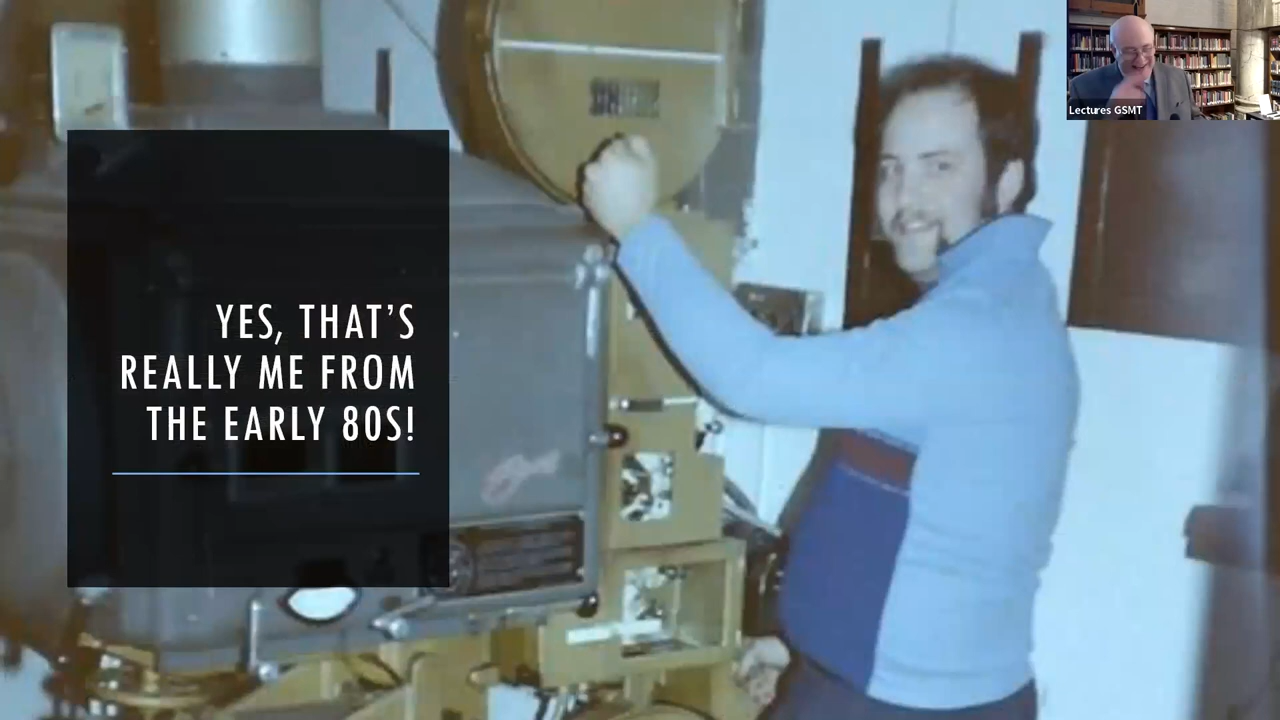 YES, THAT'S
REALLY ME FROM
THE EARLY 80S!
Lectures GSMT